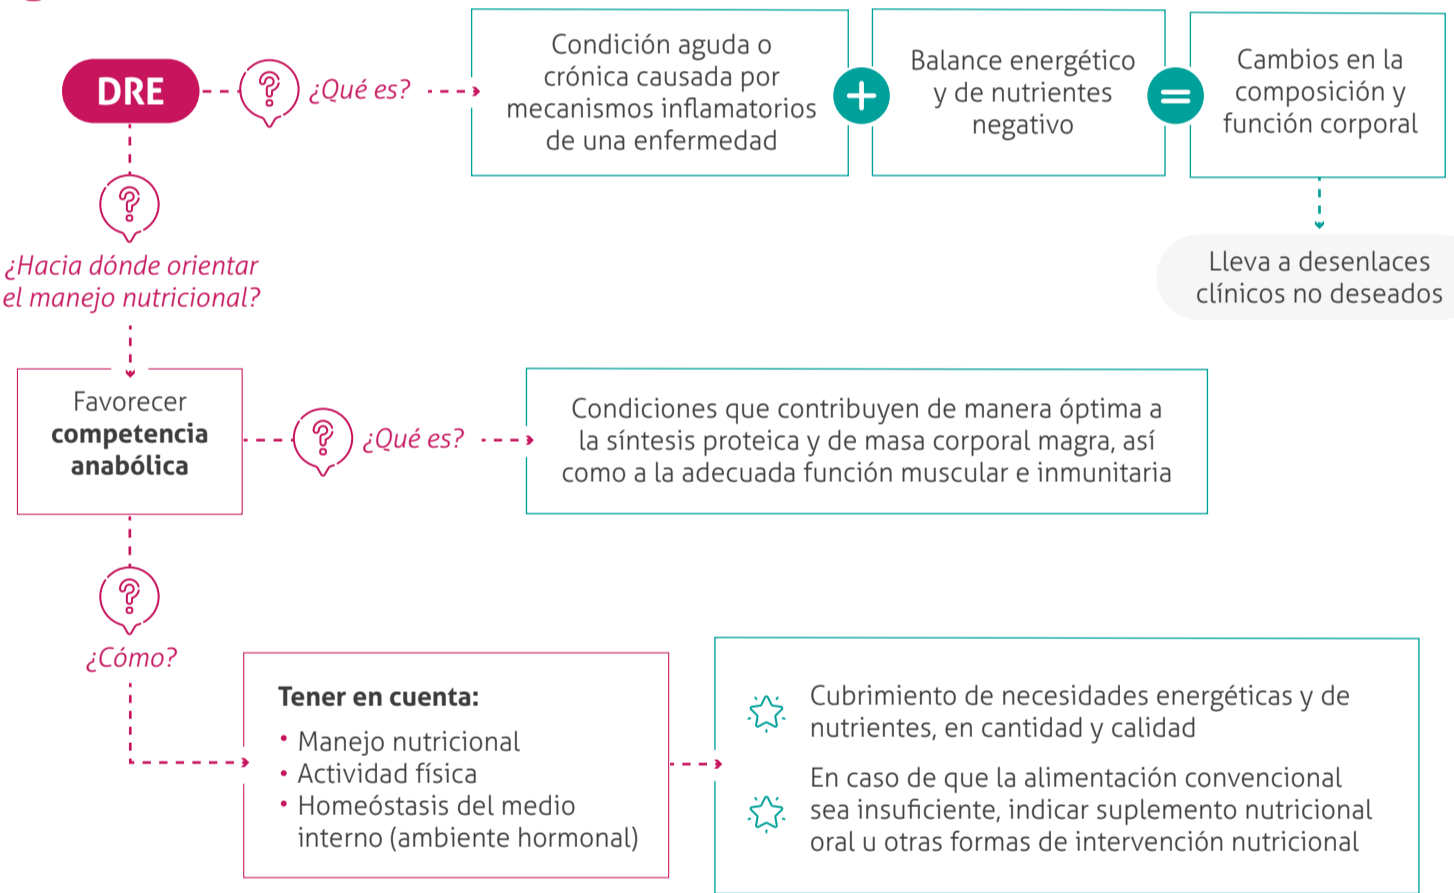 DRE
¿Qué es?
Condición aguda o
crónica causada por
mecanismos inflamatorios
de una enfermedad
+
Balance energético
y de nutrientes
negativo
=
Cambios en la
composición y
función corporal
Lleva a desenlaces
clínicos no deseados
¿Hacia dónde orientar
el manejo nutricional?
Favorecer
competencia
anabólica
¿Qué es?
Condiciones que contribuyen de manera óptima a
la síntesis proteica y de masa corporal magra, así
como a la adecuada función muscular e inmunitaria
¿Cómo?
Tener en cuenta:
• Manejo nutricional
• Actividad física
• Homeóstasis del medio
interno (ambiente hormonal)
Cubrimiento de necesidades energéticas y de
nutrientes, en cantidad y calidad
En caso de que la alimentación convencional
sea insuficiente, indicar suplemento nutricional
oral u otras formas de intervención nutricional